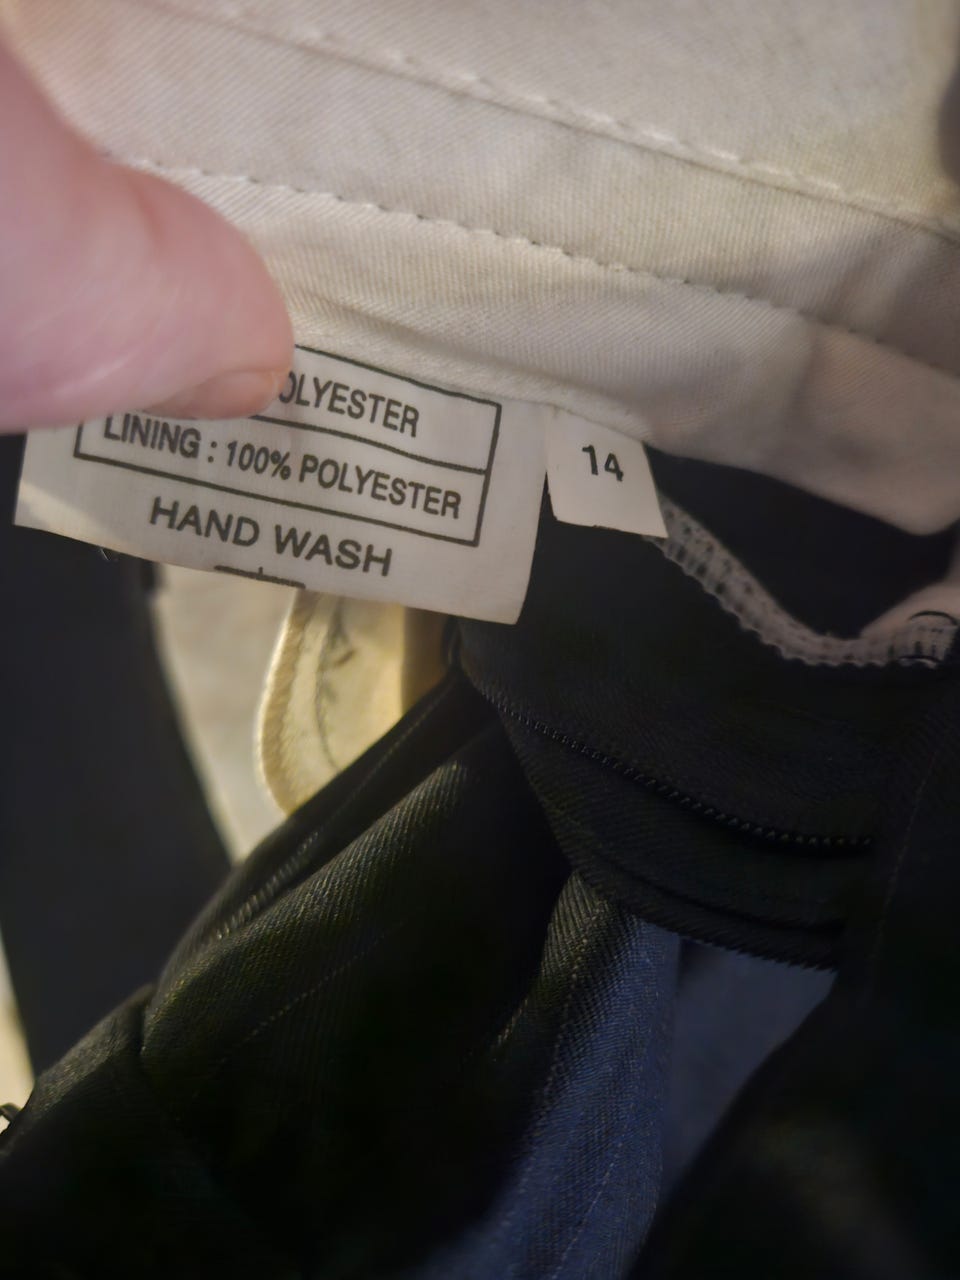 OLYESTER
LINING : 100% POLYESTER
HAND WASH
14